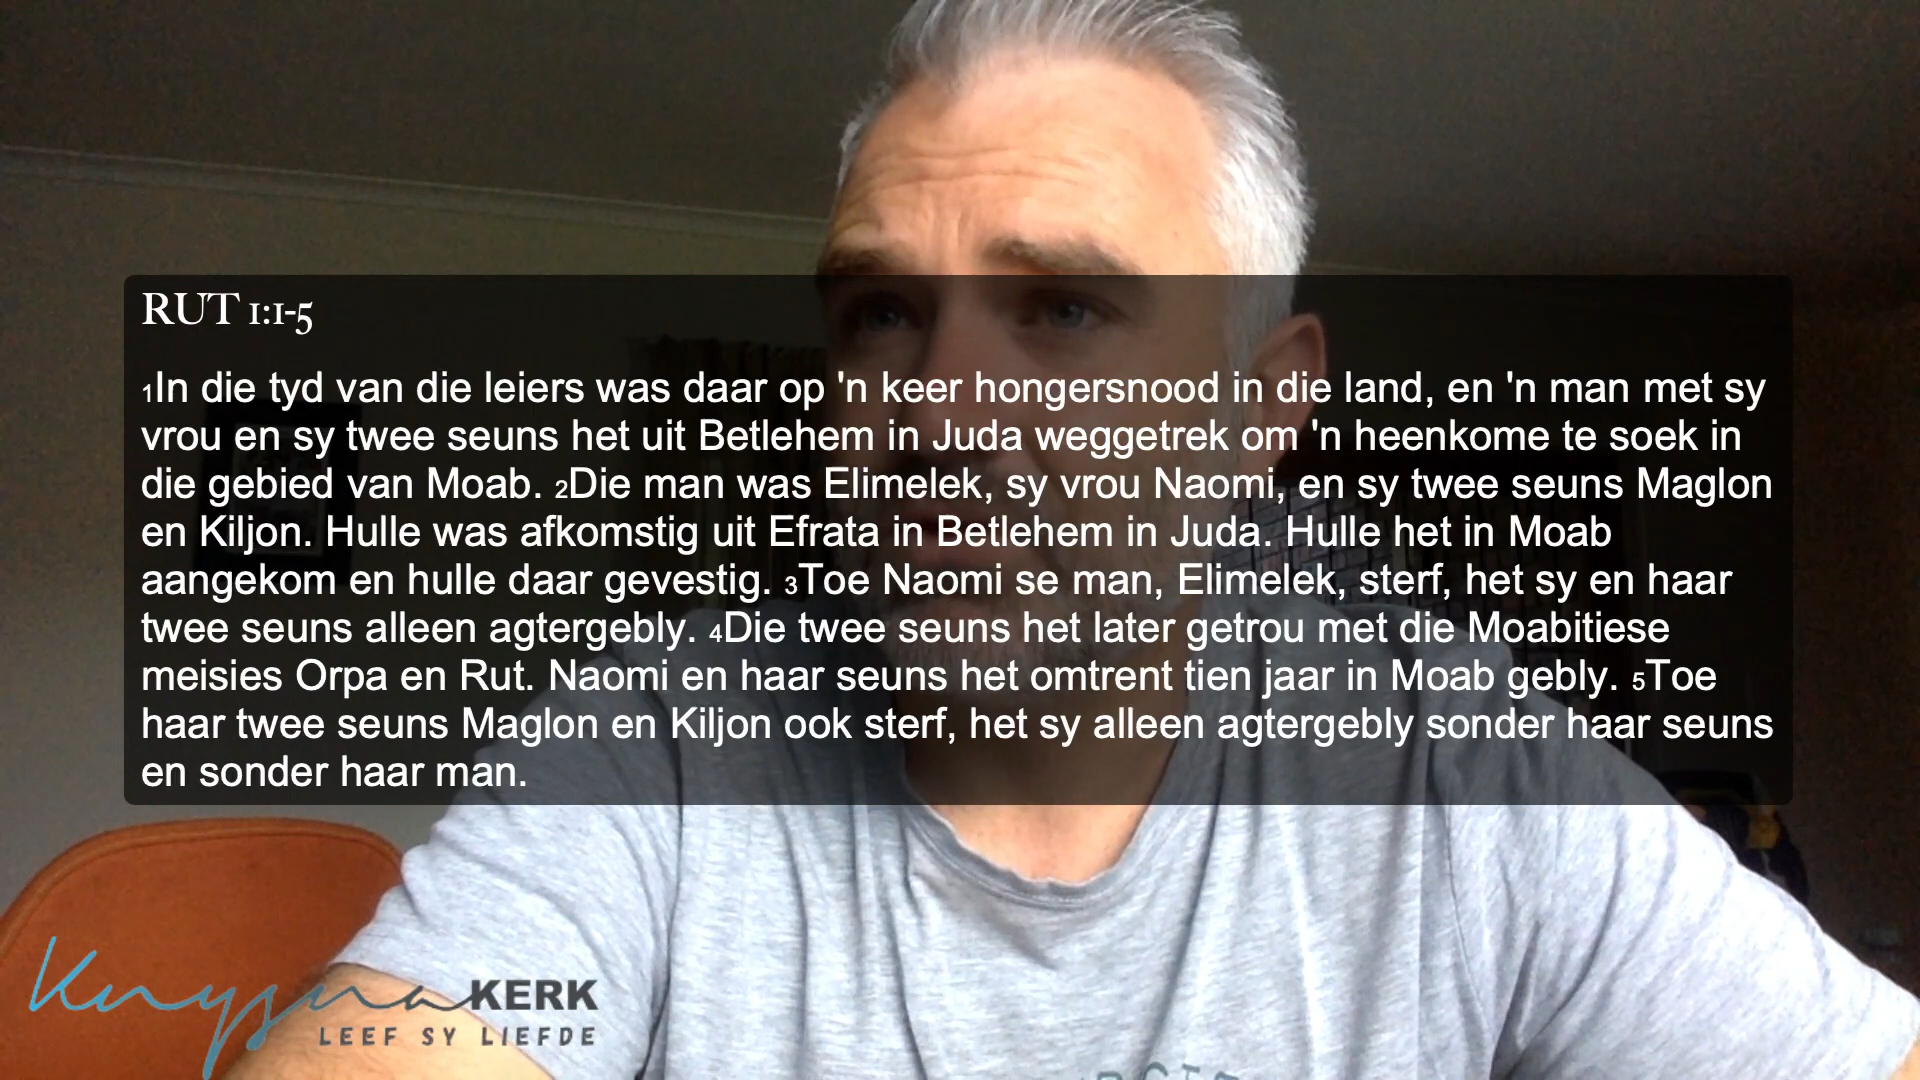 RUT 1:1-5
1In die tyd van die leiers was daar op 'n keer hongersnood in die land, en 'n man met sy
vrou en sy twee seuns het uit Betlehem in Juda weggetrek om 'n heenkome te soek in
die gebied van Moab. 2Die man was Elimelek, sy vrou Naomi, en sy twee seuns Maglon
en Kiljon. Hulle was afkomstig uit Efrata in Betlehem in Juda. Hulle het in Moab
aangekom en hulle daar gevestig. 3Toe Naomi se man, Elimelek, sterf, het sy en haar
twee seuns alleen agtergebly. 4Die twee seuns het later getrou met die Moabitiese
meisies Orpa en Rut. Naomi en haar seuns het omtrent tien jaar in Moab gebly. 5Toe
haar twee seuns Maglon en Kiljon ook sterf, het sy alleen agtergebly sonder haar seuns
en sonder haar man.
Knysna KERK
LEEF SY LIEFDE